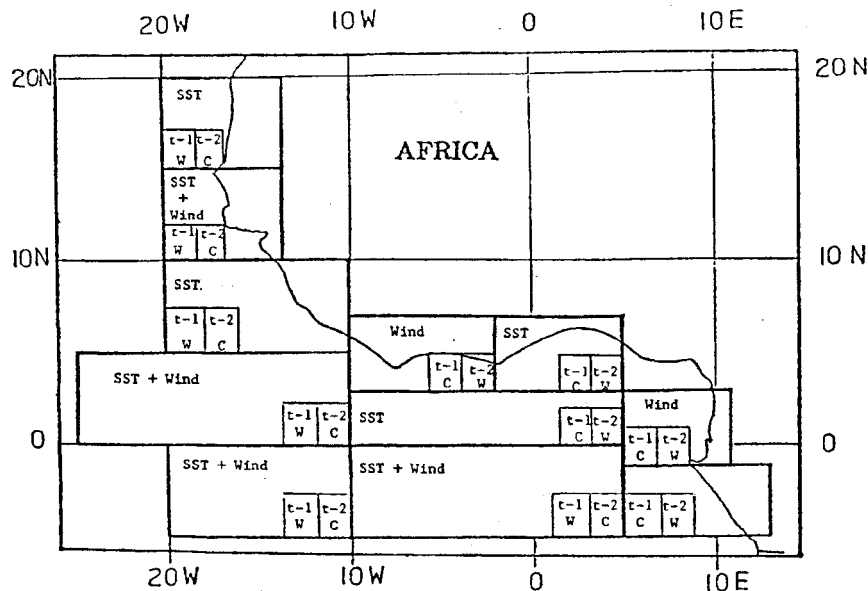 20W 10W 0 10E
20N 20N
SST
t-1 t-2
W C
AFRICA
SST
+
Wind
t-1 t-2
W C
10N 10N
SST.
t-1 t-2
W C
Wind SST
t-1 t-2 t-1 t-2
C W C W
SST + Wind
t-1 t-2
W C
SST
t-1 t-2
C W
Wind
t-1 t-2
C W
0 0
SST + Wind SST + Wind
t-1 t-2 t-1 t-2 t-1 t-2
W C W C C W
20W 10W 0 10E